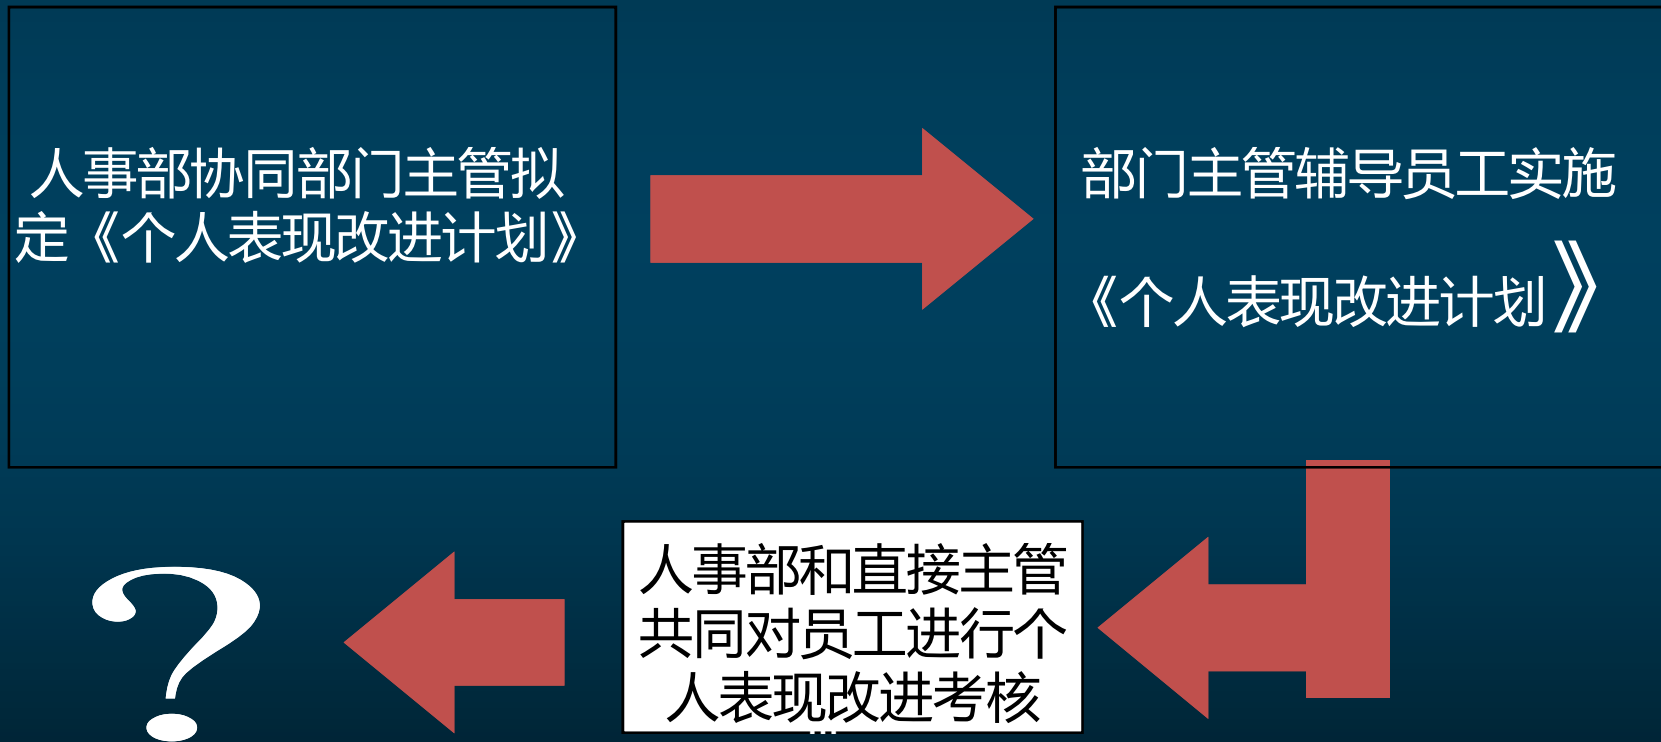 人事部协同部门主管拟
定《个人表现改进计划》
部门主管辅导员工实施
《个人表现改进计划》
人事部和直接主管
共同对员工进行个
人表现改进考核
?